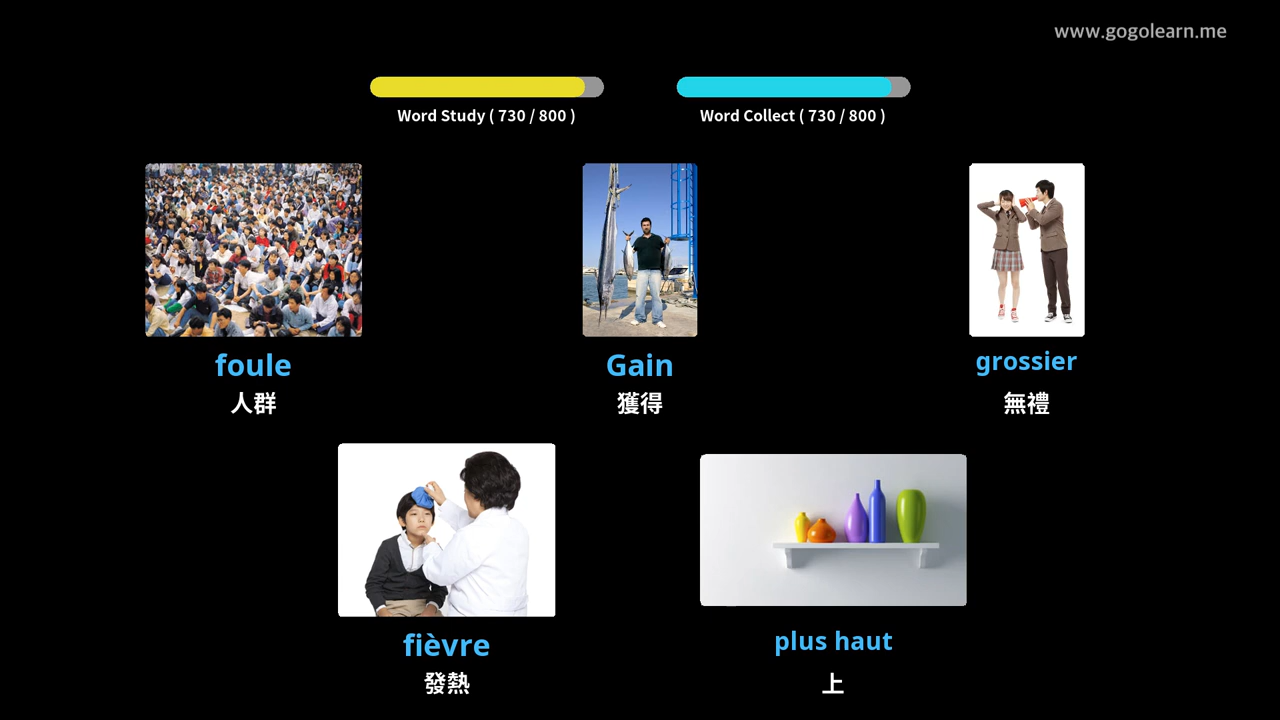 www.gogolearn.me
Word Study ( 730 / 800 )
Word Collect ( 730 / 800 )
foule
人群
Gain
獲得
grossier
無禮
fièvre
發熱
plus haut
上